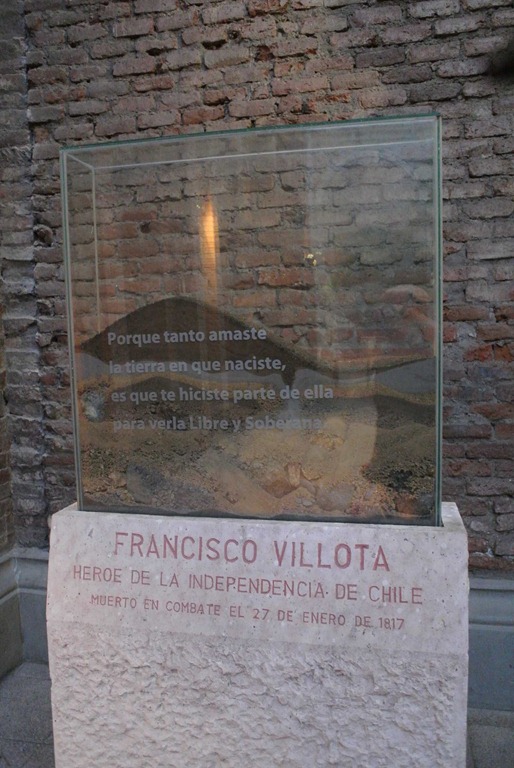 Porque tanto amaste
la tierra en que naciste,
es que te hiciste parte de ella
para verla Libre y Soberana
FRANCISCO VILLOTA
HEROE DE LA INDEPENDENCIA DE CHILE
MUERTO EN COMBATE EL 27 DE ENERO DE 1817